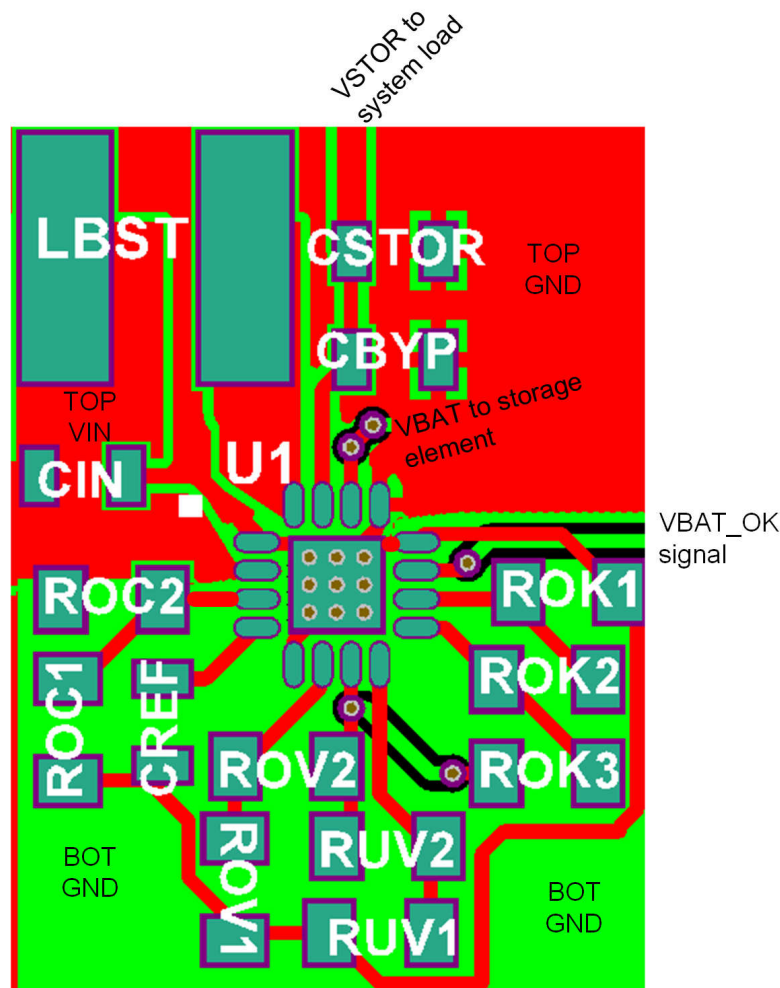 VSTOR to
system load
LBST
CSTOR
TOP
GND
CBYP
TOP
VIN
VBAT to storage
element
U1
CIN
VBAT_OK
signal
ROC2
ROK1
ROC1
CREF
ROK2
ROV2
ROK3
ROV1
RUV2
BOT
GND
RUV1
BOT
GND